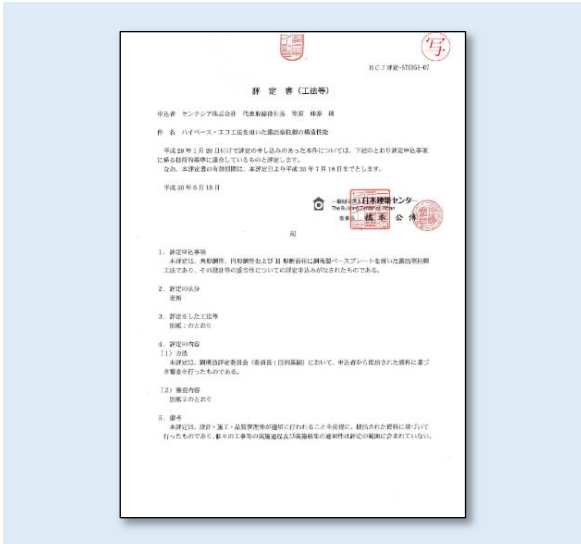 写
BCJ評定-ST0058-07
評 定 書（工法等）
申込者 センクシア株式会社 代表取締役社長 様
件 名 ハイベース・エコ工法を用いた露出型柱脚の構造性能
平成 年 月 日付けで評定の申し込みのあった本件については、下記のとおり評定申込事項
に係る技術的基準に適合しているものと評定します。
なお、本評定書の有効期間は、本評定日より平成35年7月18日までとします。
平成30年6月18日
一般財団法人日本建築センター
The Building Center of Japan
理事長 橋 本 公 博
記
1．評定申込事項
本評定は、角形鋼管、円形鋼管およびH形断面柱に鋼角型ベースプレートを用いた露出型柱脚
工法であり、その設計等の妥当性についての評定申込みがなされたものである。
2．評定の区分
更新
3．評定をした工法等
別紙1のとおり
4．評定の内容
（1）方法
本評定は、鋼構造評定委員会（委員長： ）において、申込者から提出された資料に基づ
き審査を行ったものである。
（2）審査内容
別紙2のとおり
5．備考
本評定は、設計・施工・品質管理等が適切に行われることを前提に、提出された資料に基づいて
行ったものであり、個々の工事等の実施過程及び実施結果の適切性は評定の範囲に含まれていない。